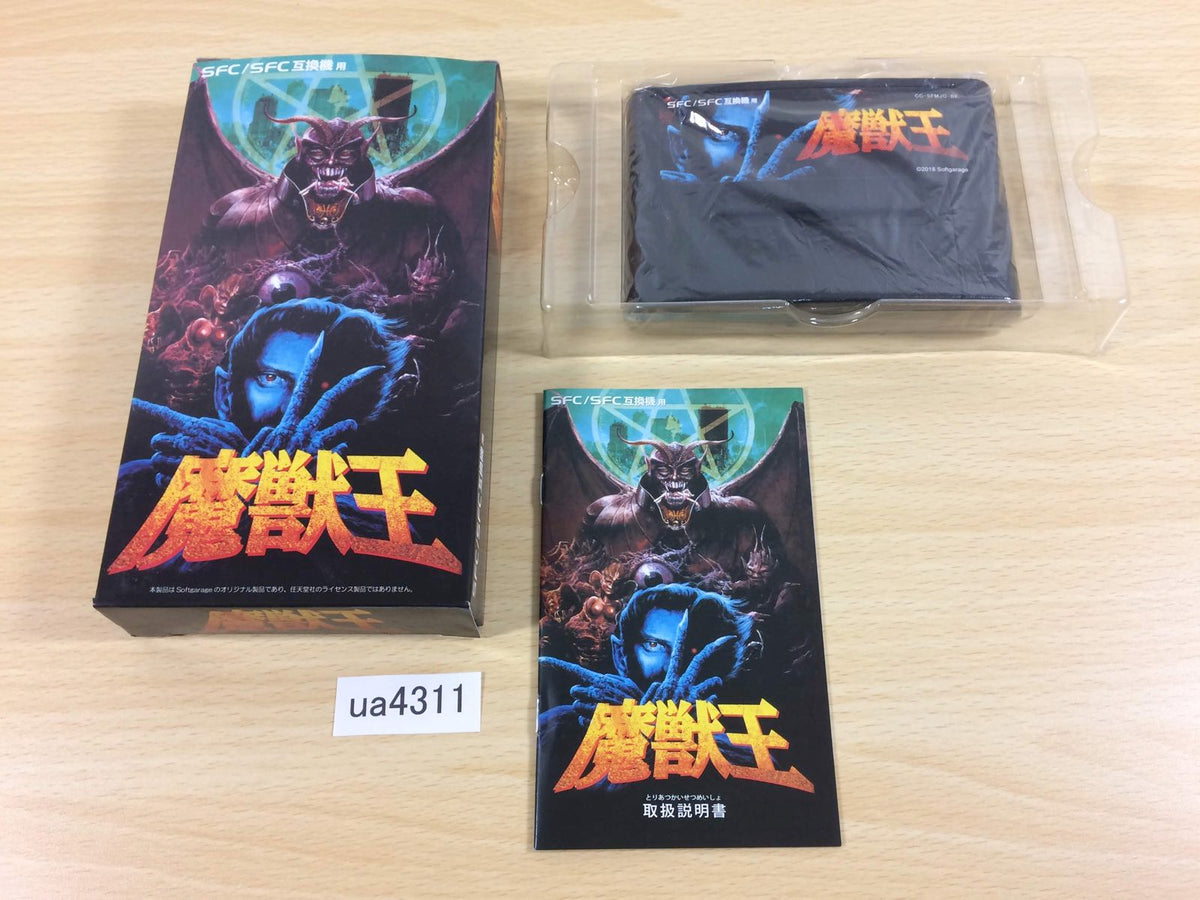 SFC/SFC互換機用
魔獣王
本製品はSoftgarageのオリジナル製品であり、任天堂社のライセンス製品ではありません。
魔獣王
SFC/SFC互換機用
魔獣王
©2018 Softgarage
SFC/SFC互換機用
魔獣王
とりあつかいせつめいしょ
取扱説明書
ua4311